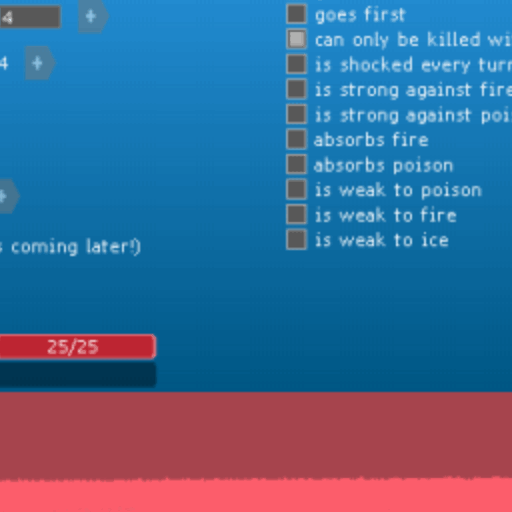 4
4
goes first
can only be killed
is shocked every turn
is strong against fire
is strong against
absorbs fire
absorbs poison
is weak to poison
is weak to fire
is weak to ice
coming later!)
25/25